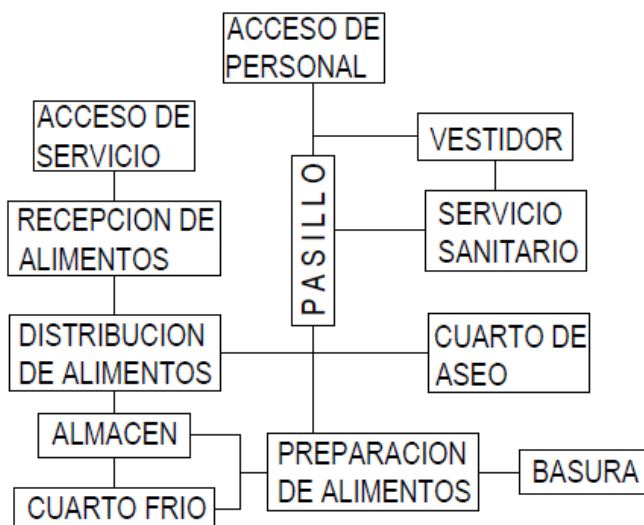 ACCESO DE
PERSONAL
ACCESO DE
SERVICIO
VESTIDOR
PASILLO
RECEPCION DE
ALIMENTOS
SERVICIO
SANITARIO
DISTRIBUCION
DE ALIMENTOS
CUARTO DE
ASEO
ALMACEN
PREPARACION
DE ALIMENTOS
BASURA
CUARTO FRIO